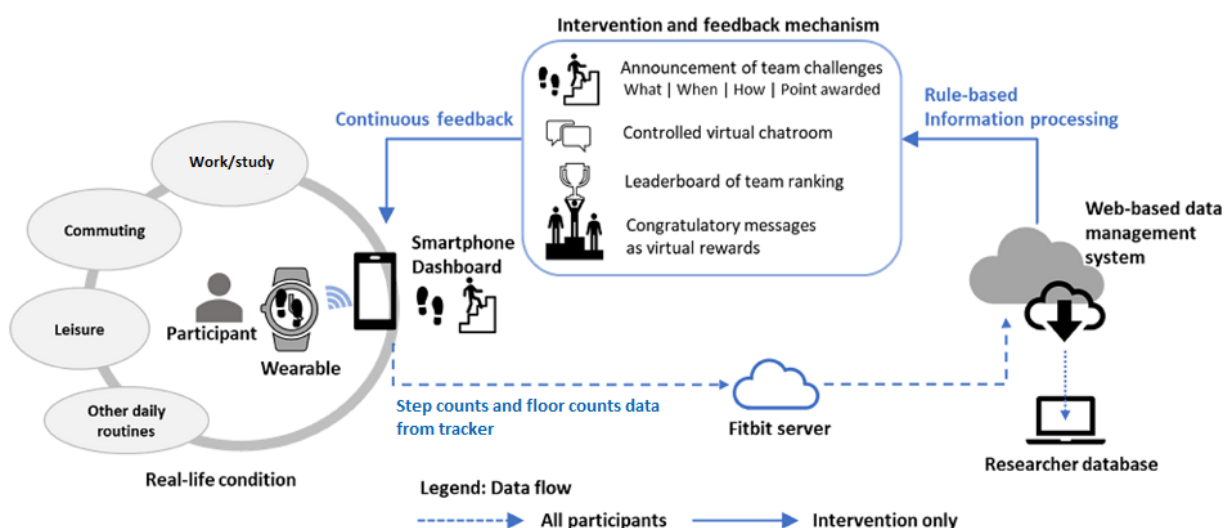 Intervention and feedback mechanism
Announcement of team challenges
What | When | How | Point awarded
Controlled virtual chatroom
Leaderboard of team ranking
Congratulatory messages
as virtual rewards
Continuous feedback
Rule-based
Information processing
Work/study
Commuting
Leisure
Other daily
routines
Participant
Wearable
Smartphone
Dashboard
Real-life condition
Web-based data
management
system
Step counts and floor counts data
from tracker
Fitbit server
Researcher database
Legend: Data flow
All participants
Intervention only